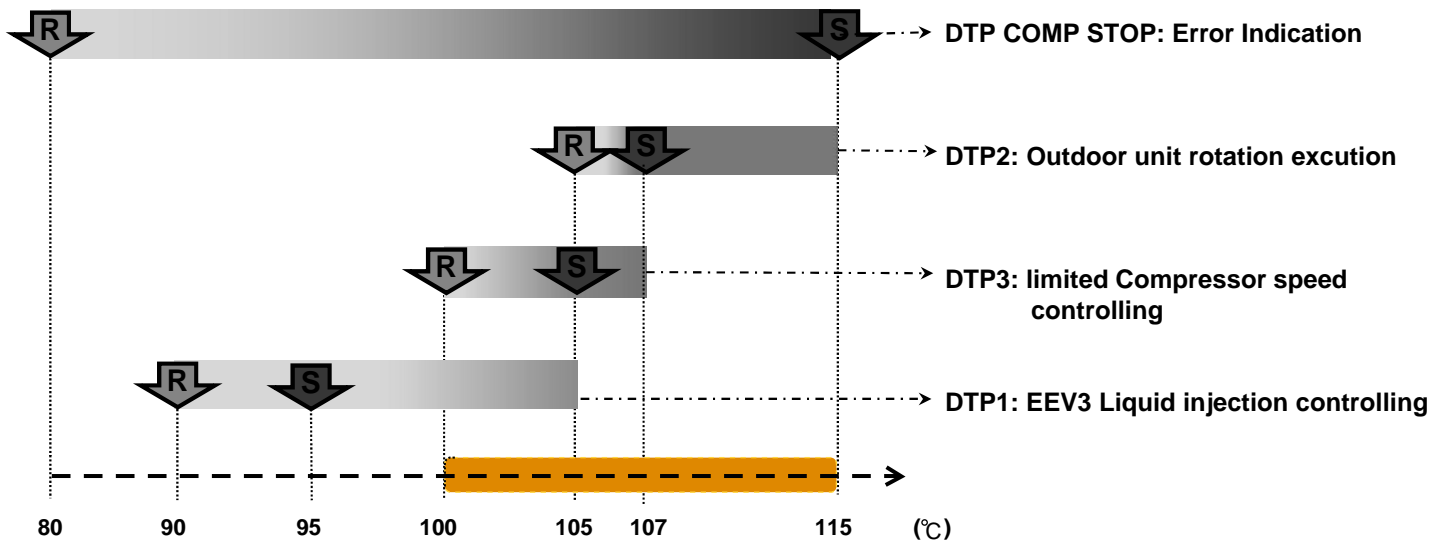 R
S
DTP COMP STOP: Error Indication
R
S
DTP2: Outdoor unit rotation excution
R
S
DTP3: limited Compressor speed
controlling
R
S
DTP1: EEV3 Liquid injection controlling
80 90 95 100 105 107 115 (℃)